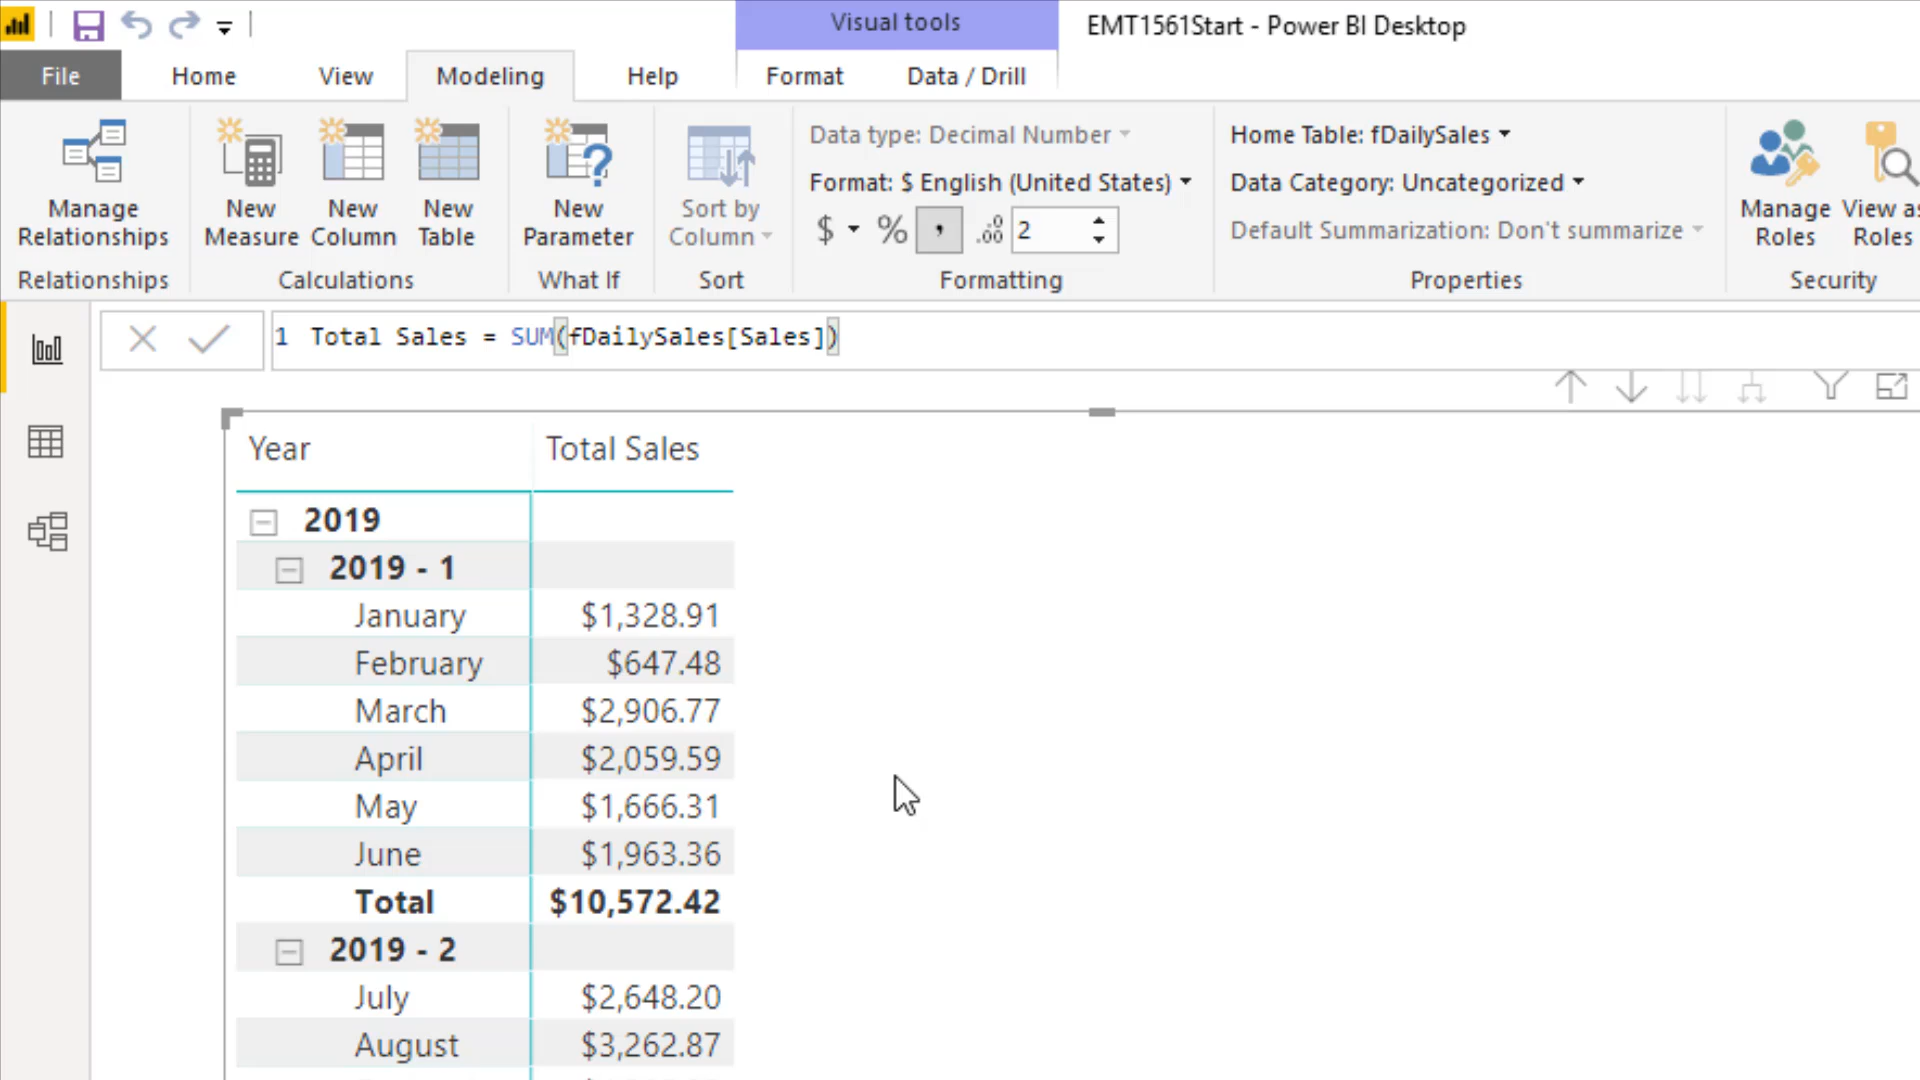 Visual tools
EMT1561Start - Power BI Desktop
File Home View Modeling Help Format Data / Drill
Manage Relationships
New Measure
New Column
New Table
New Parameter
Sort by Column
Data type: Decimal Number
Format: $ English (United States)
$ % , .00 2
Home Table: fDailySales
Data Category: Uncategorized
Default Summarization: Don't summarize
Manage Roles
View as Roles
Relationships Calculations What If Sort Formatting Properties Security
1 Total Sales = SUM(fDailySales[Sales])
Year Total Sales
2019
2019 - 1
January $1,328.91
February $647.48
March $2,906.77
April $2,059.59
May $1,666.31
June $1,963.36
Total $10,572.42
2019 - 2
July $2,648.20
August $3,262.87